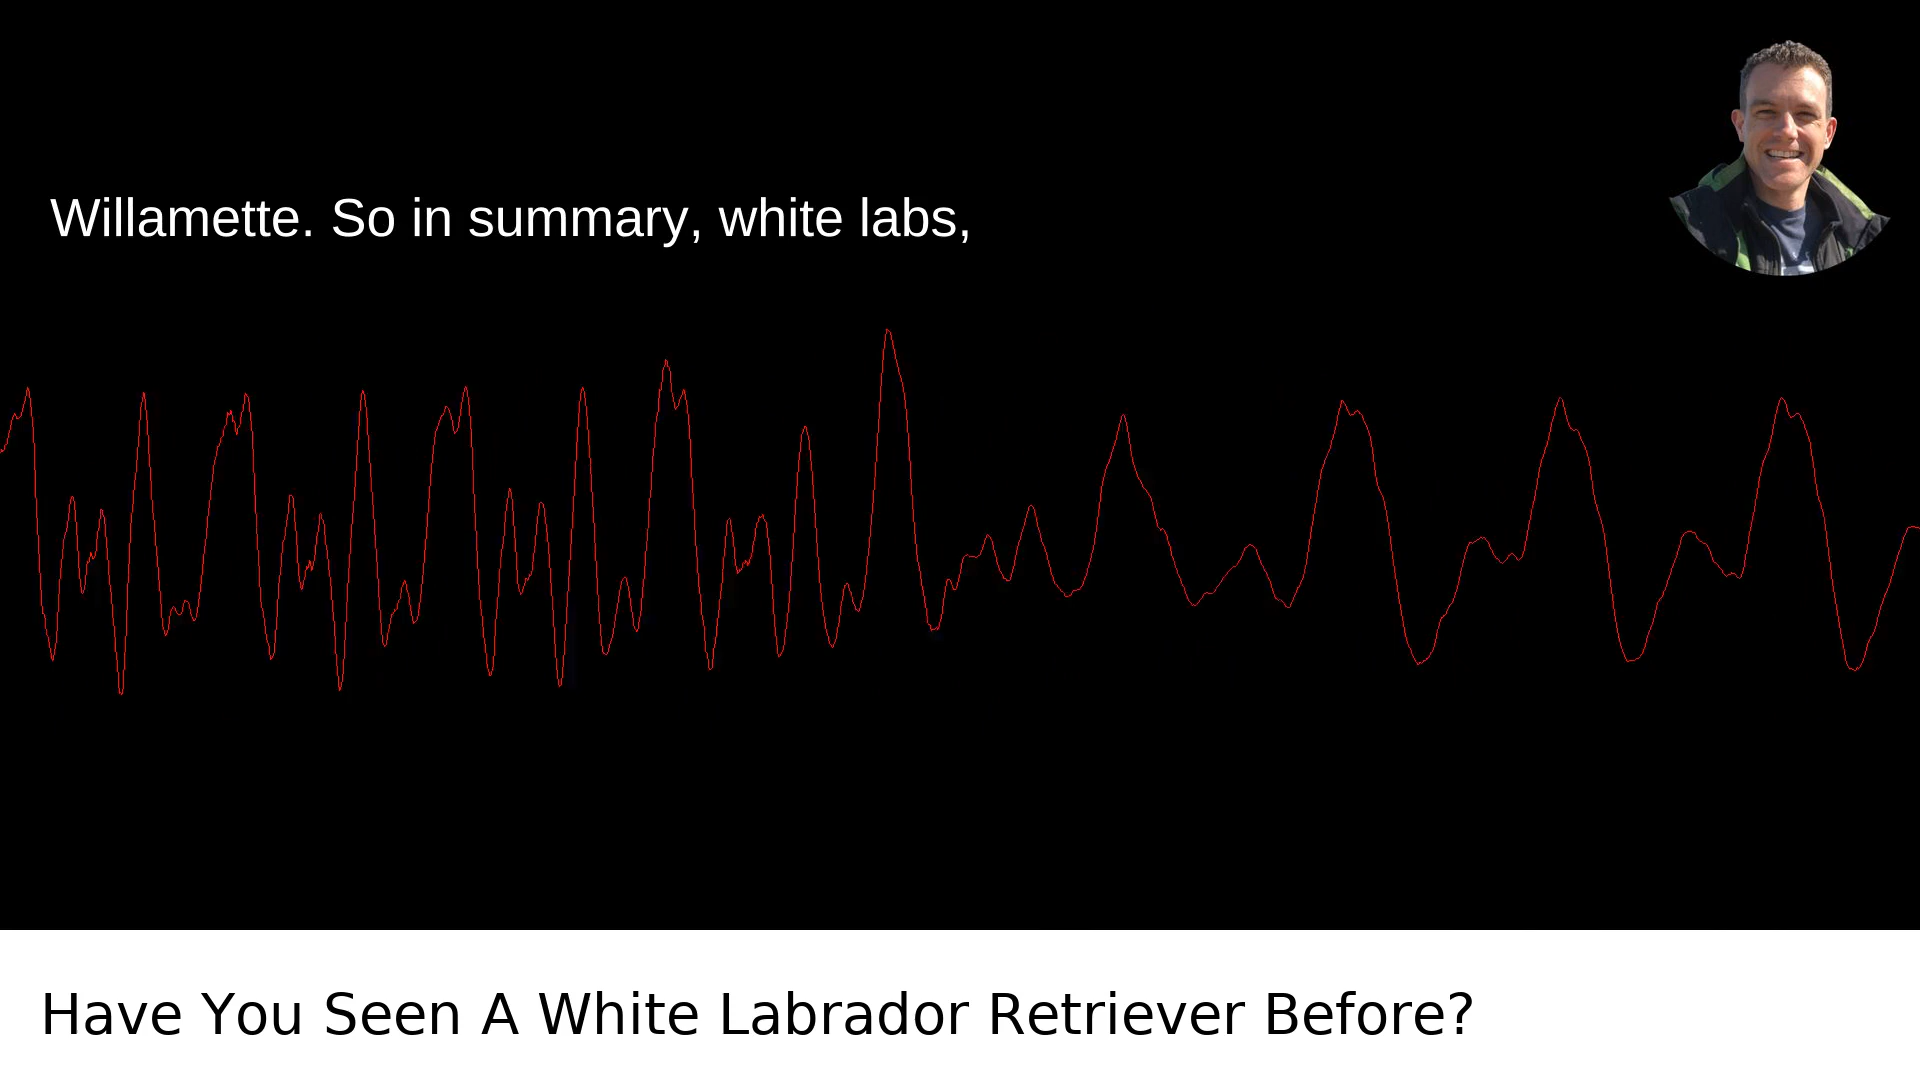 Willamette. So in summary, white labs,
Have You Seen A White Labrador Retriever Before?